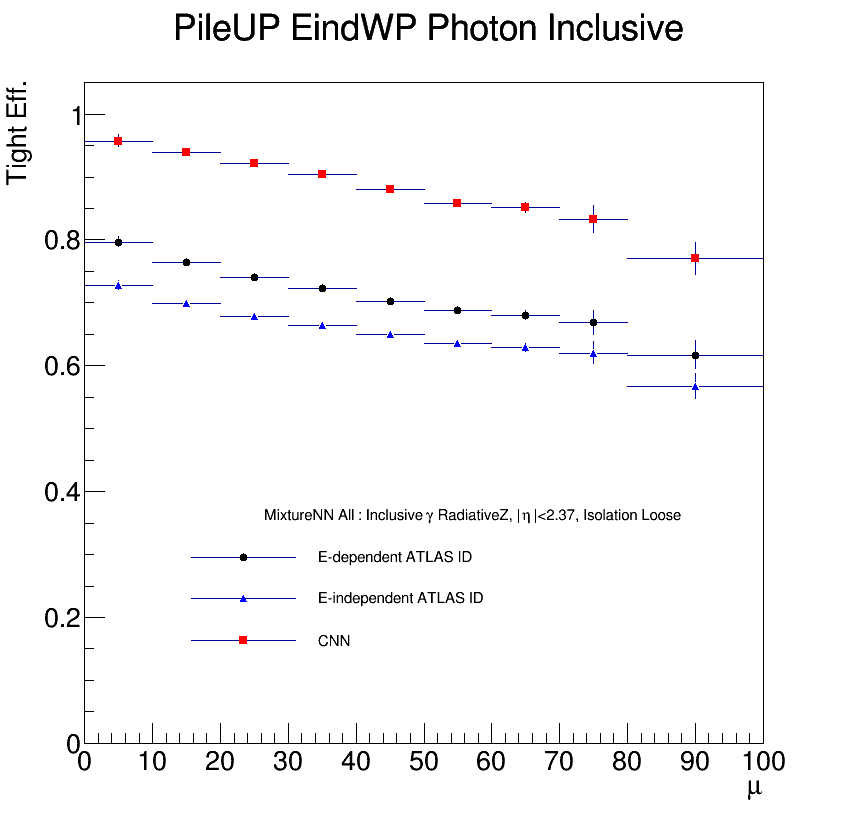 PileUP EindWP Photon Inclusive
Tight Eff.
1
0.8
0.6
0.4
0.2
0
MixtureNN All : Inclusive γ RadiativeZ, |η|<2.37, Isolation Loose
E-dependent ATLAS ID
E-independent ATLAS ID
CNN
0 10 20 30 40 50 60 70 80 90 100
μ